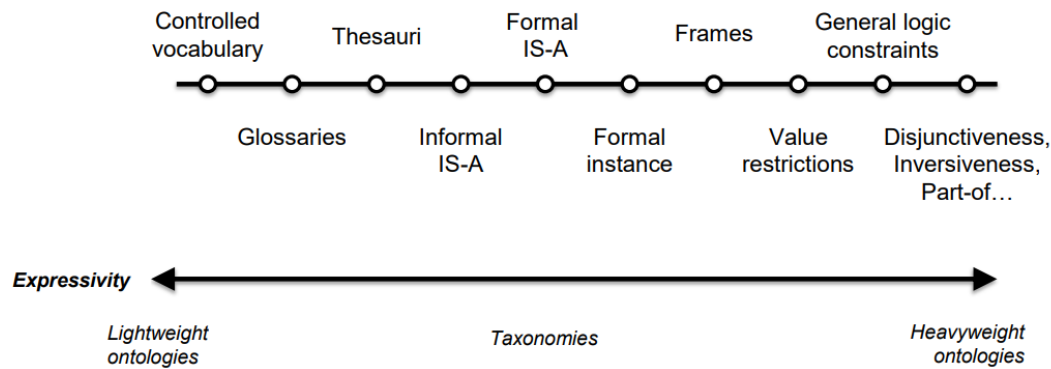 Controlled
vocabulary
Thesauri
Formal
IS-A
Frames
General logic
constraints
Glossaries
Informal
IS-A
Formal
instance
Value
restrictions
Disjunctiveness,
Inversiveness,
Part-of…
Expressivity
Lightweight
ontologies
Taxonomies
Heavyweight
ontologies